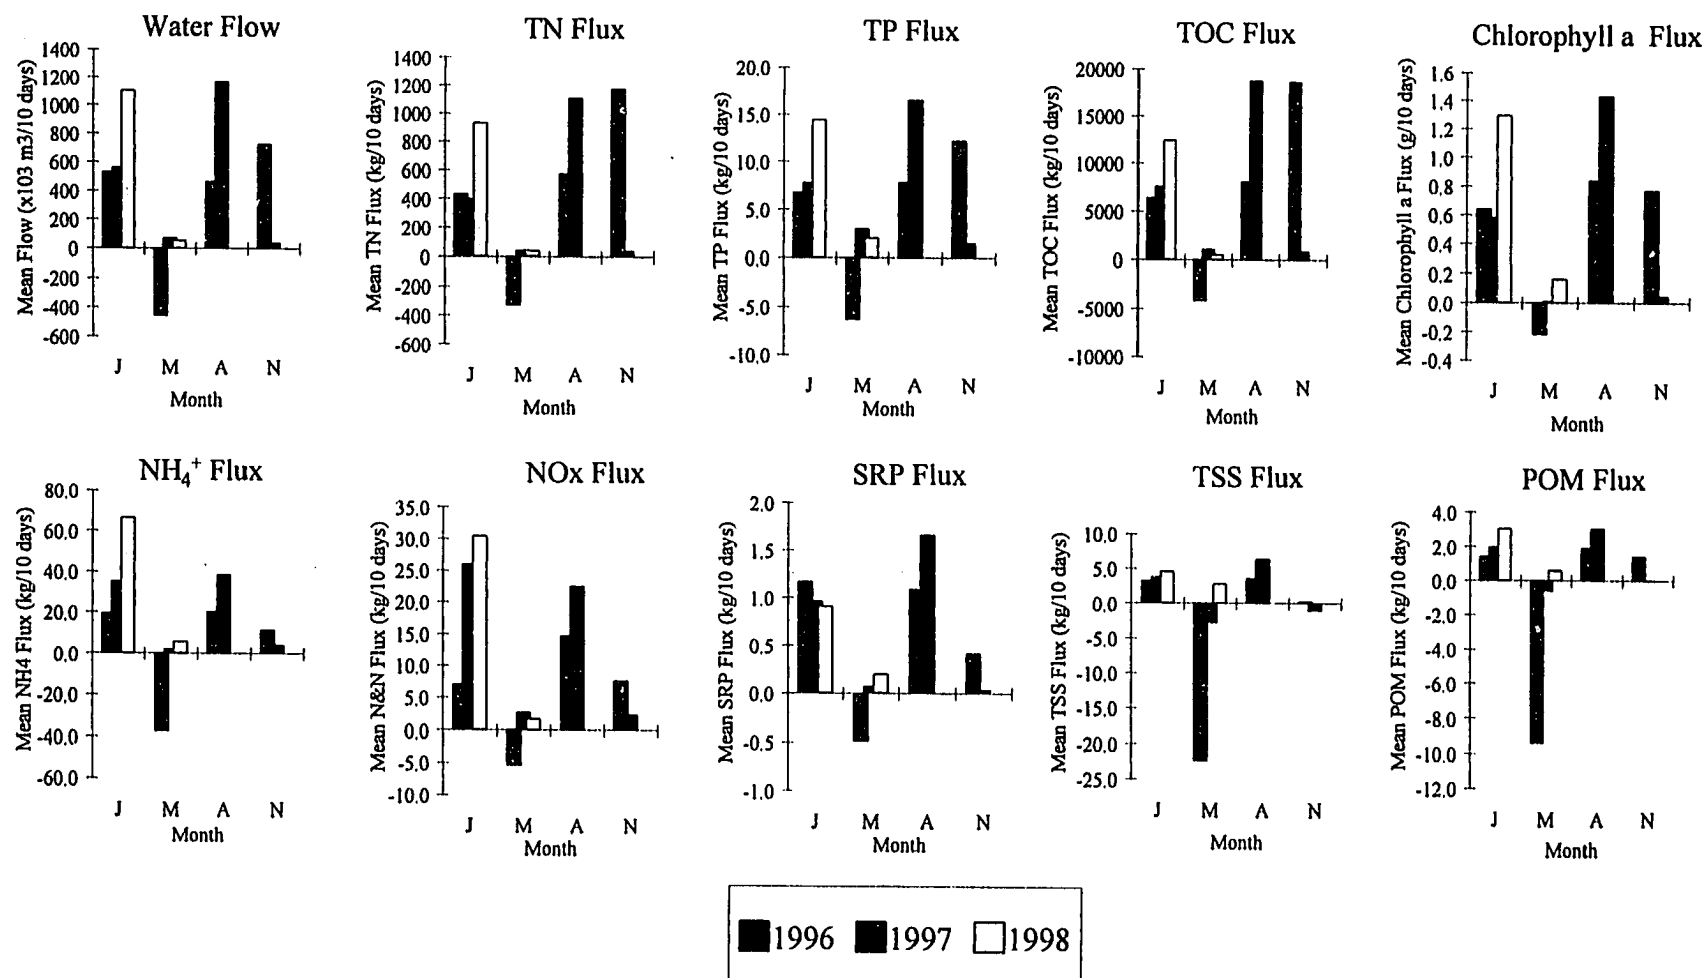 Water Flow
Mean Flow (x103 m3/10 days)
1400
1200
1000
800
600
400
200
0
-200
-400
-600
J M A N
Month
TN Flux
Mean TN Flux (kg/10 days)
1400
1200
1000
800
600
400
200
0
-200
-400
-600
J M A N
Month
TP Flux
Mean TP Flux (kg/10 days)
20.0
15.0
10.0
5.0
0.0
-5.0
-10.0
J M A N
Month
TOC Flux
Mean TOC Flux (kg/10 days)
20000
15000
10000
5000
0
-5000
-10000
J M A N
Month
Chlorophyll a Flux
Mean Chlorophyll a Flux (g/10 days)
1.6
1.4
1.2
1.0
0.8
0.6
0.4
0.2
0.0
-0.2
-0.4
J M A N
Month
NH₄⁺ Flux
Mean NH4 Flux (kg/10 days)
80.0
60.0
40.0
20.0
0.0
-20.0
-40.0
-60.0
J M A N
Month
NOx Flux
Mean N&N Flux (kg/10 days)
35.0
30.0
25.0
20.0
15.0
10.0
5.0
0.0
-5.0
-10.0
J M A N
Month
SRP Flux
Mean SRP Flux (kg/10 days)
2.0
1.5
1.0
0.5
0.0
-0.5
-1.0
J M A N
Month
TSS Flux
Mean TSS Flux (kg/10 days)
10.0
5.0
0.0
-5.0
-10.0
-15.0
-20.0
-25.0
J M A N
Month
POM Flux
Mean POM Flux (kg/10 days)
4.0
2.0
0.0
-2.0
-4.0
-6.0
-8.0
-10.0
-12.0
J M A N
Month
1996 1997 1998